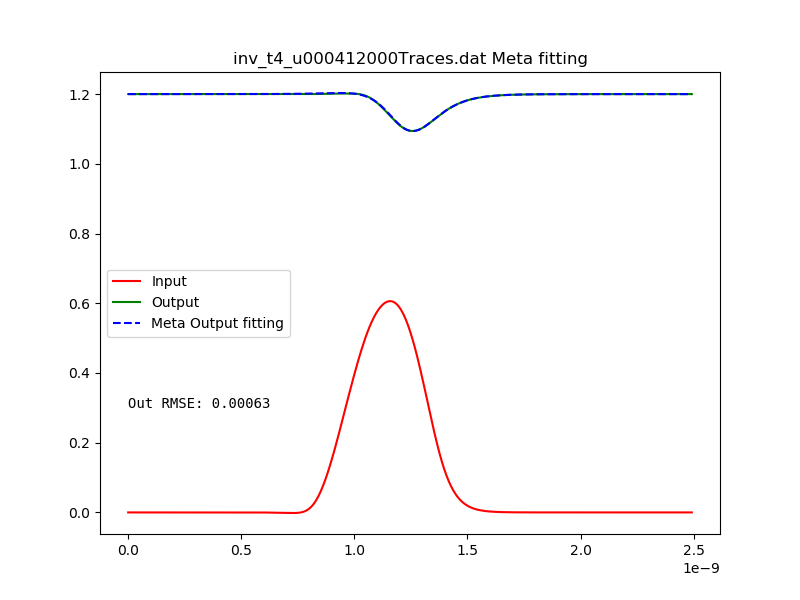 inv_t4_u000412000Traces.dat Meta fitting
1.2
1.0
0.8
0.6
0.4
0.2
0.0
Input
Output
Meta Output fitting
Out RMSE: 0.00063
0.0 0.5 1.0 1.5 2.0 2.5
1e−9